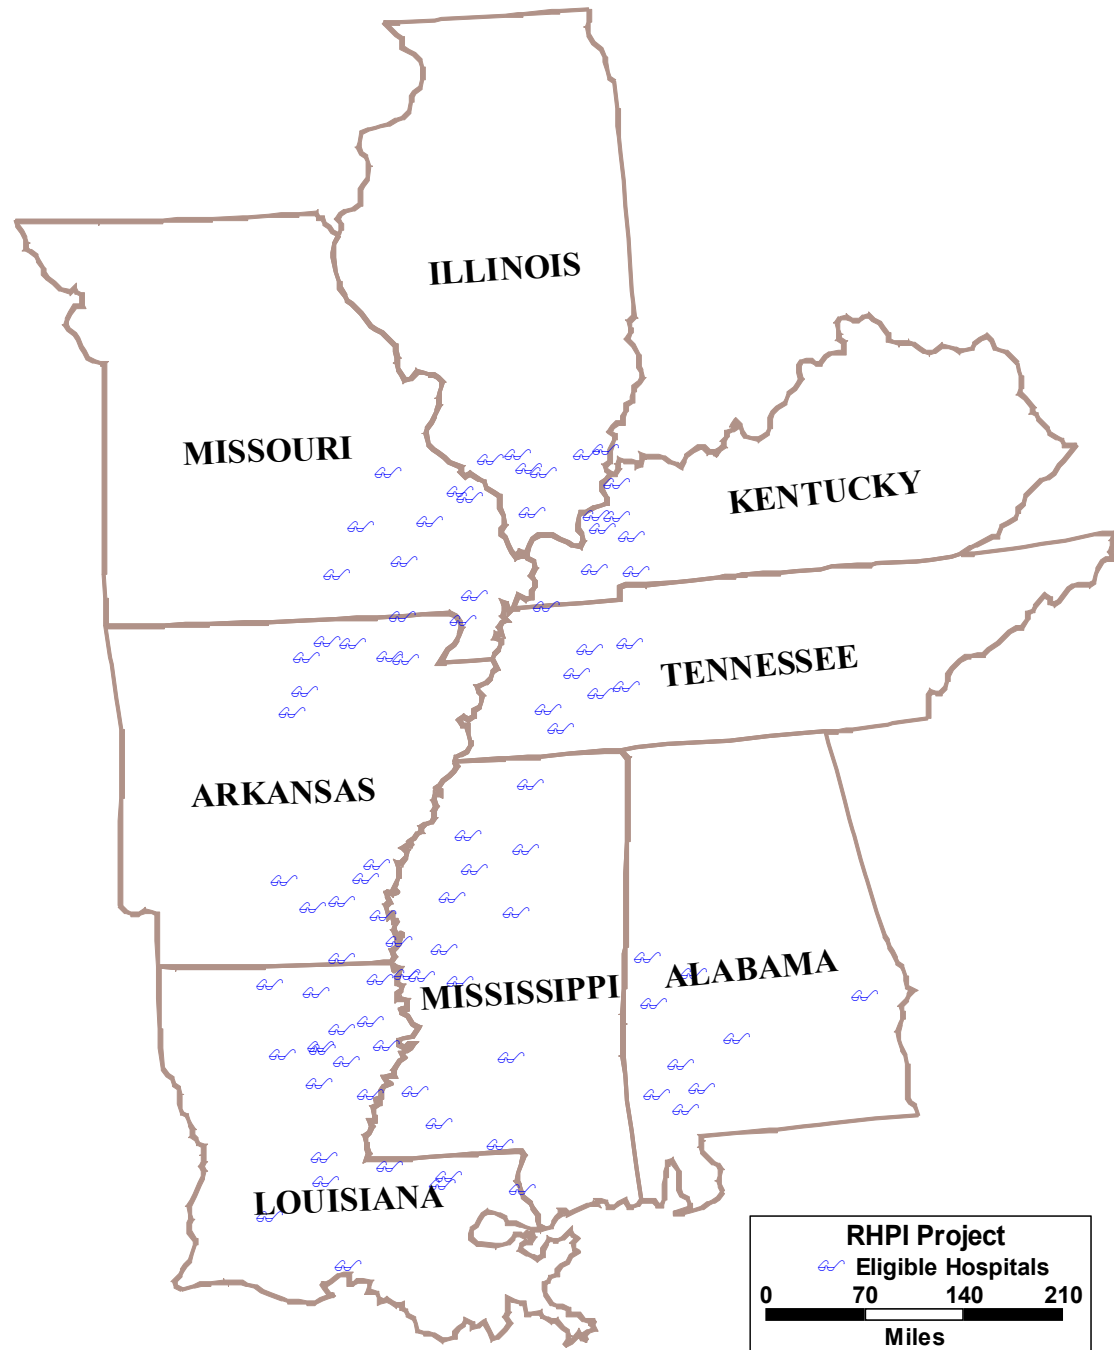 ILLINOIS
MISSOURI
KENTUCKY
TENNESSEE
ARKANSAS
ALABAMA
MISSISSIPPI
LOUISIANA
RHPI Project
Eligible Hospitals
0 70 140 210
Miles